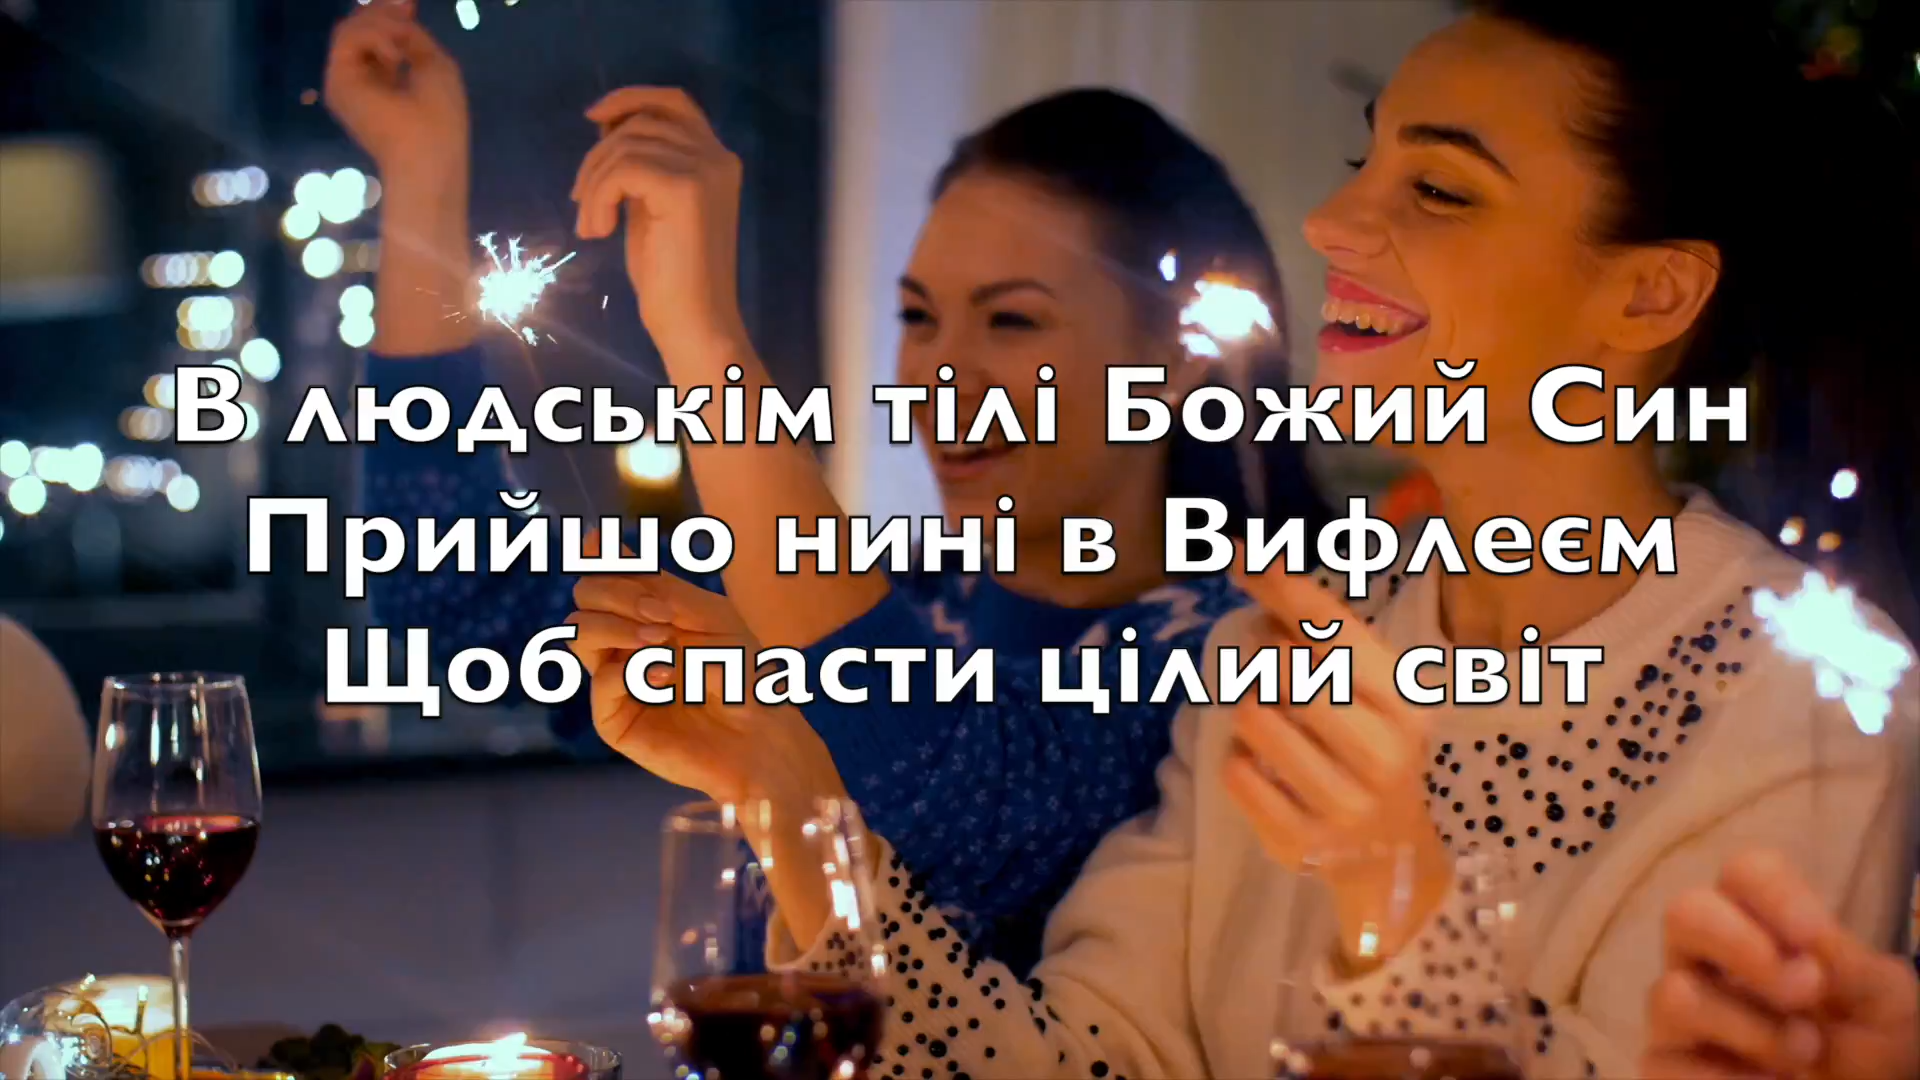 В людськім тілі Божий Син
Прийшо нині в Вифлеєм
Щоб спасти цілий світ